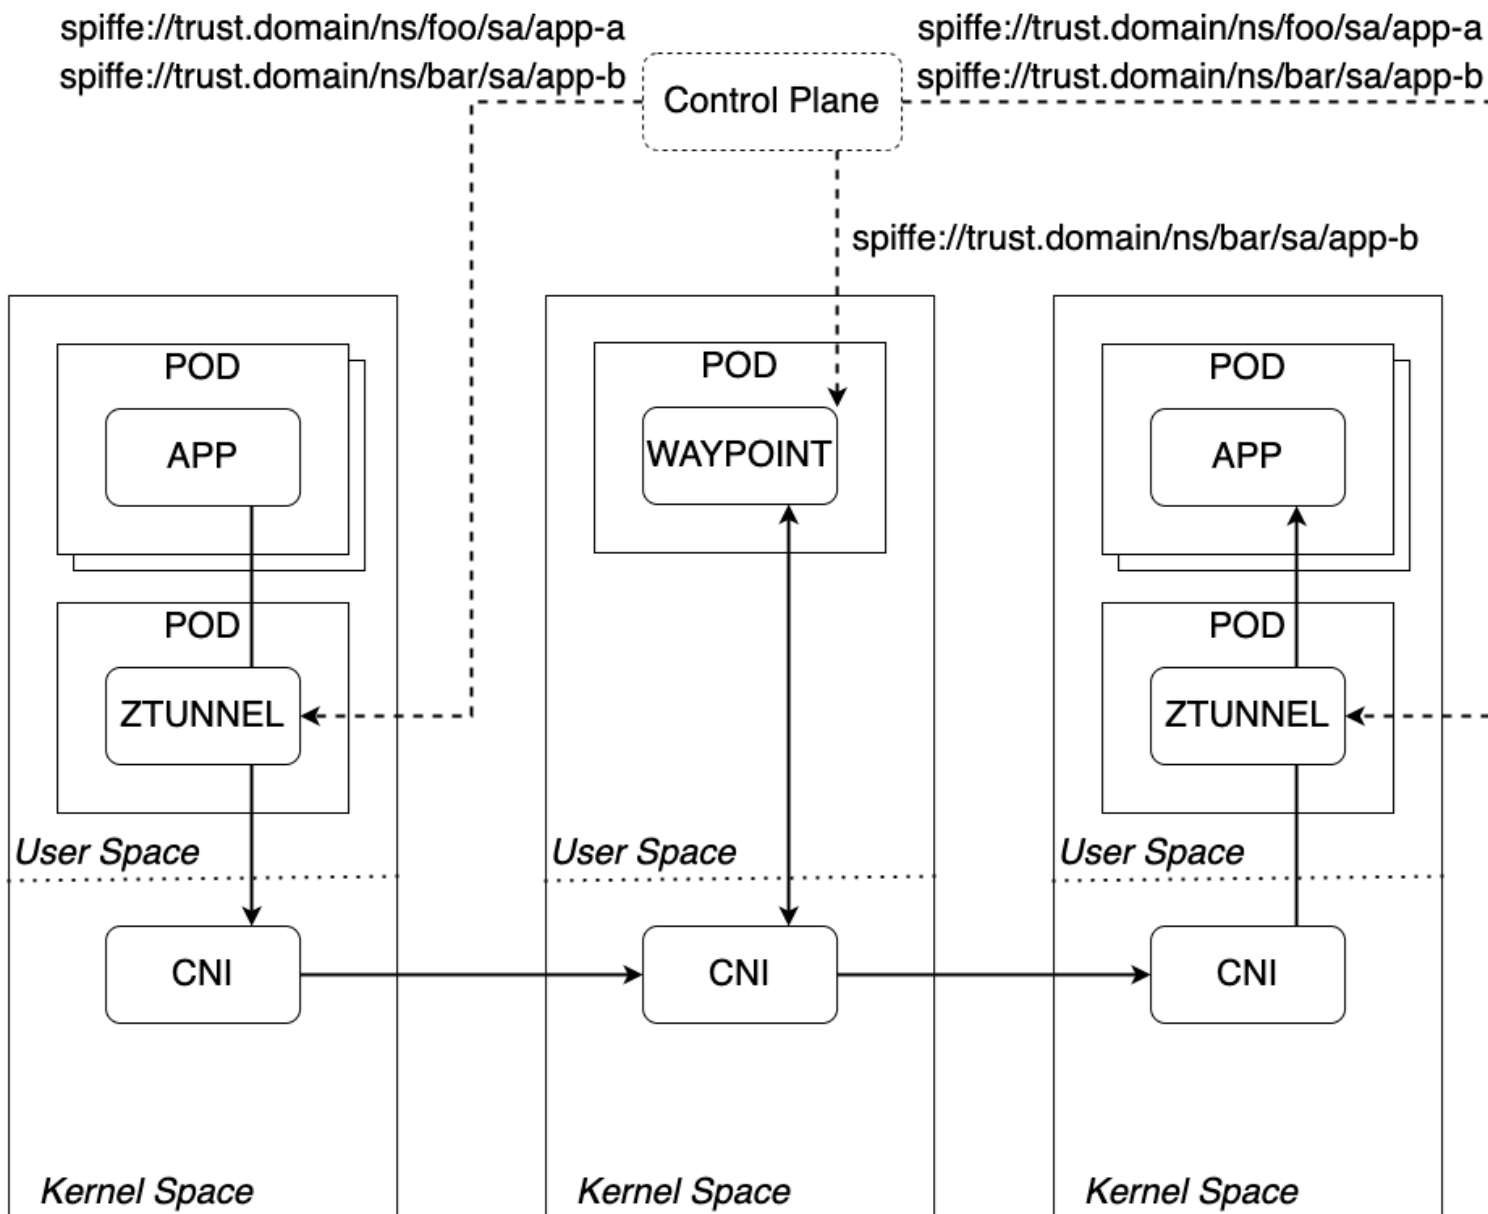 spiffe://trust.domain/ns/foo/sa/app-a
spiffe://trust.domain/ns/bar/sa/app-b
Control Plane
spiffe://trust.domain/ns/foo/sa/app-a
spiffe://trust.domain/ns/bar/sa/app-b
spiffe://trust.domain/ns/bar/sa/app-b
POD
APP
POD
ZTUNNEL
User Space
CNI
Kernel Space
POD
WAYPOINT
User Space
CNI
Kernel Space
POD
APP
POD
ZTUNNEL
User Space
CNI
Kernel Space